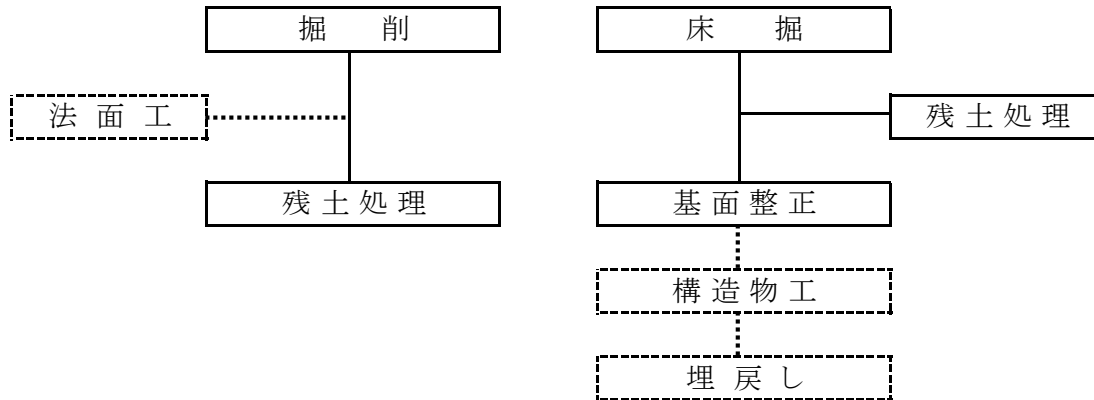 掘削
床掘
法面工
残土処理
残土処理
基面整正
構造物工
埋戻し